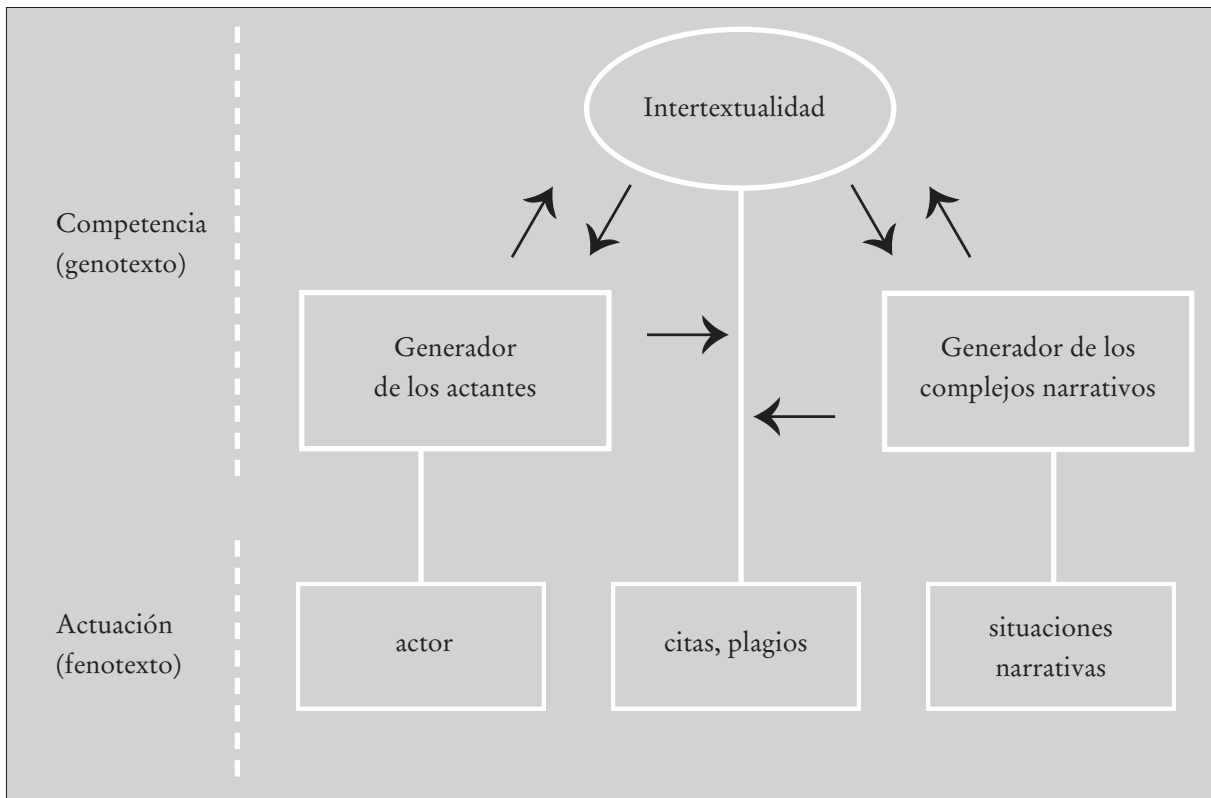 Intertextualidad
Competencia
(genotexto)
Generador
de los actantes
Generador de los
complejos narrativos
Actuación
(fenotexto)
actor
citas, plagios
situaciones
narrativas